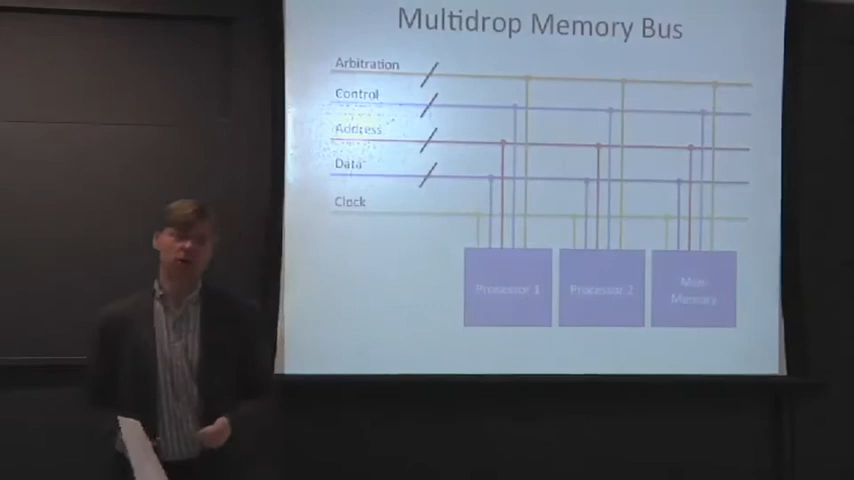 Multidrop Memory Bus
Arbitration
Control
Address
Data
Clock
Processor 1
Processor 2
Main
Memory